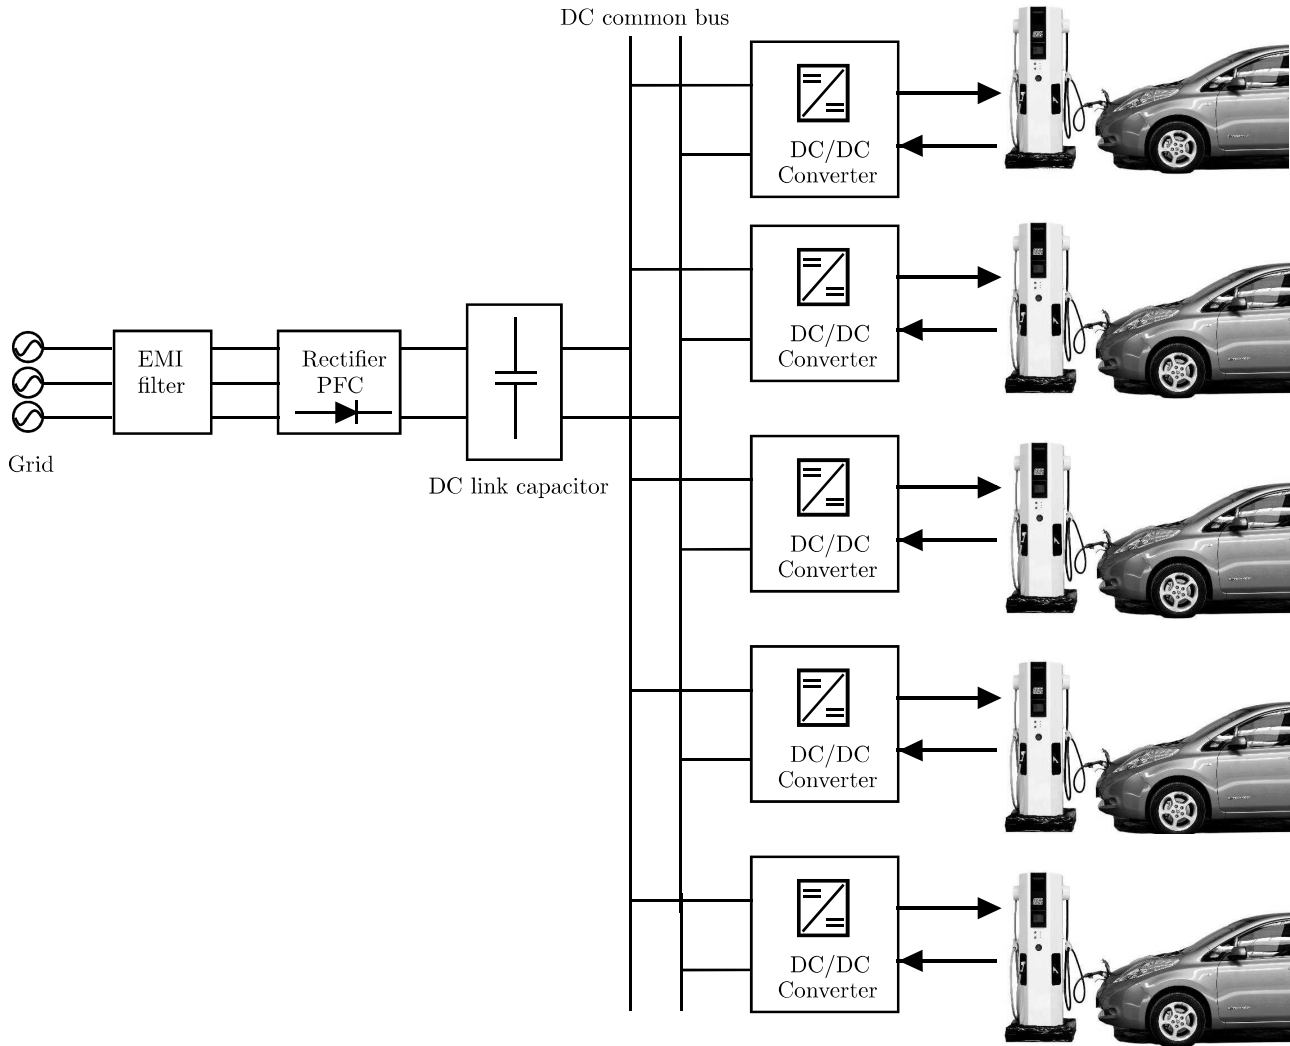 DC common bus
DC/DC
Converter
DC/DC
Converter
EMI
filter
Rectifier
PFC
Grid
DC link capacitor
DC/DC
Converter
DC/DC
Converter
DC/DC
Converter